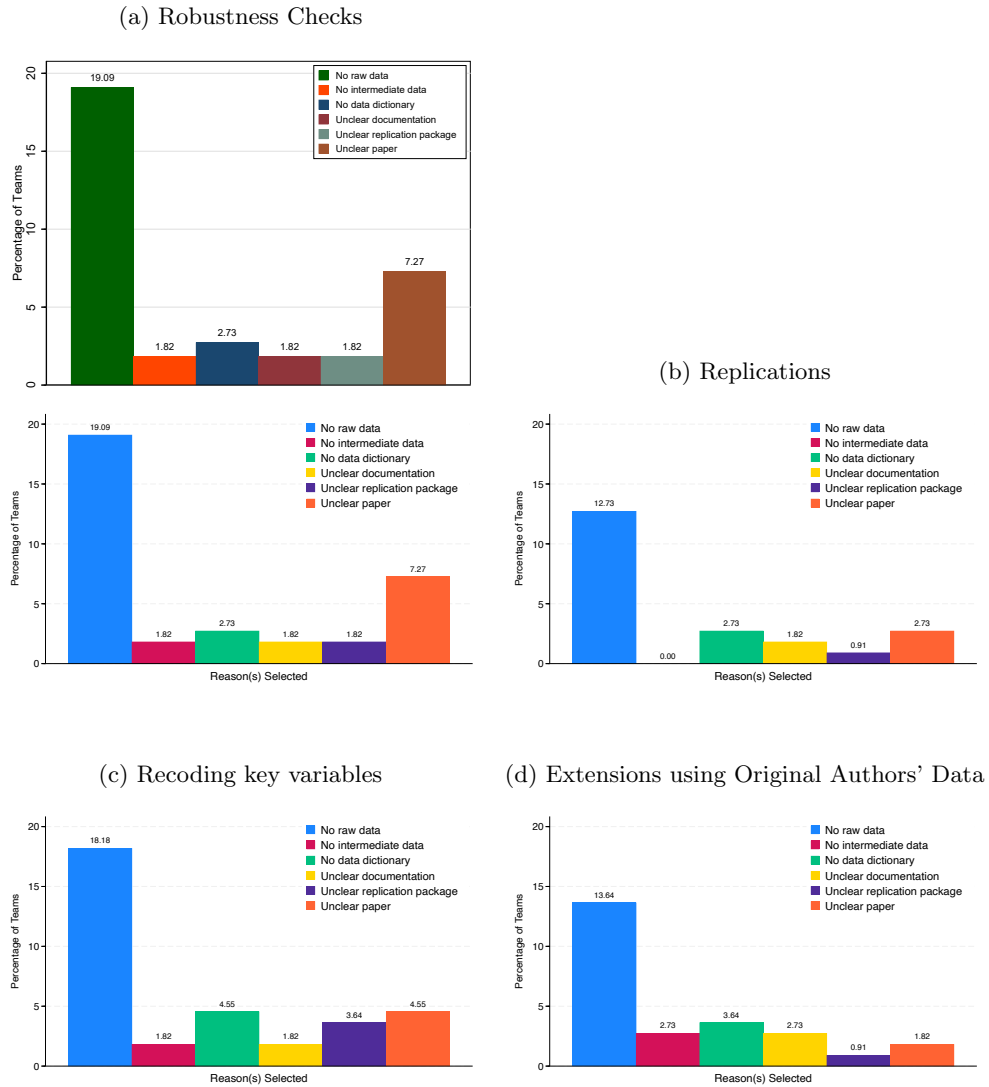 (a) Robustness Checks
Percentage of Teams
20
15
10
5
0
19.09
1.82
2.73
1.82
1.82
7.27
No raw data
No intermediate data
No data dictionary
Unclear documentation
Unclear replication package
Unclear paper
Percentage of Teams
20
15
10
5
0
19.09
1.82
2.73
1.82
1.82
7.27
No raw data
No intermediate data
No data dictionary
Unclear documentation
Unclear replication package
Unclear paper
Reason(s) Selected
(b) Replications
Percentage of Teams
20
15
10
5
0
12.73
0.00
2.73
1.82
0.91
2.73
No raw data
No intermediate data
No data dictionary
Unclear documentation
Unclear replication package
Unclear paper
Reason(s) Selected
(c) Recoding key variables
Percentage of Teams
20
15
10
5
0
18.18
1.82
4.55
1.82
3.64
4.55
No raw data
No intermediate data
No data dictionary
Unclear documentation
Unclear replication package
Unclear paper
Reason(s) Selected
(d) Extensions using Original Authors’ Data
Percentage of Teams
20
15
10
5
0
13.64
2.73
3.64
2.73
0.91
1.82
No raw data
No intermediate data
No data dictionary
Unclear documentation
Unclear replication package
Unclear paper
Reason(s) Selected